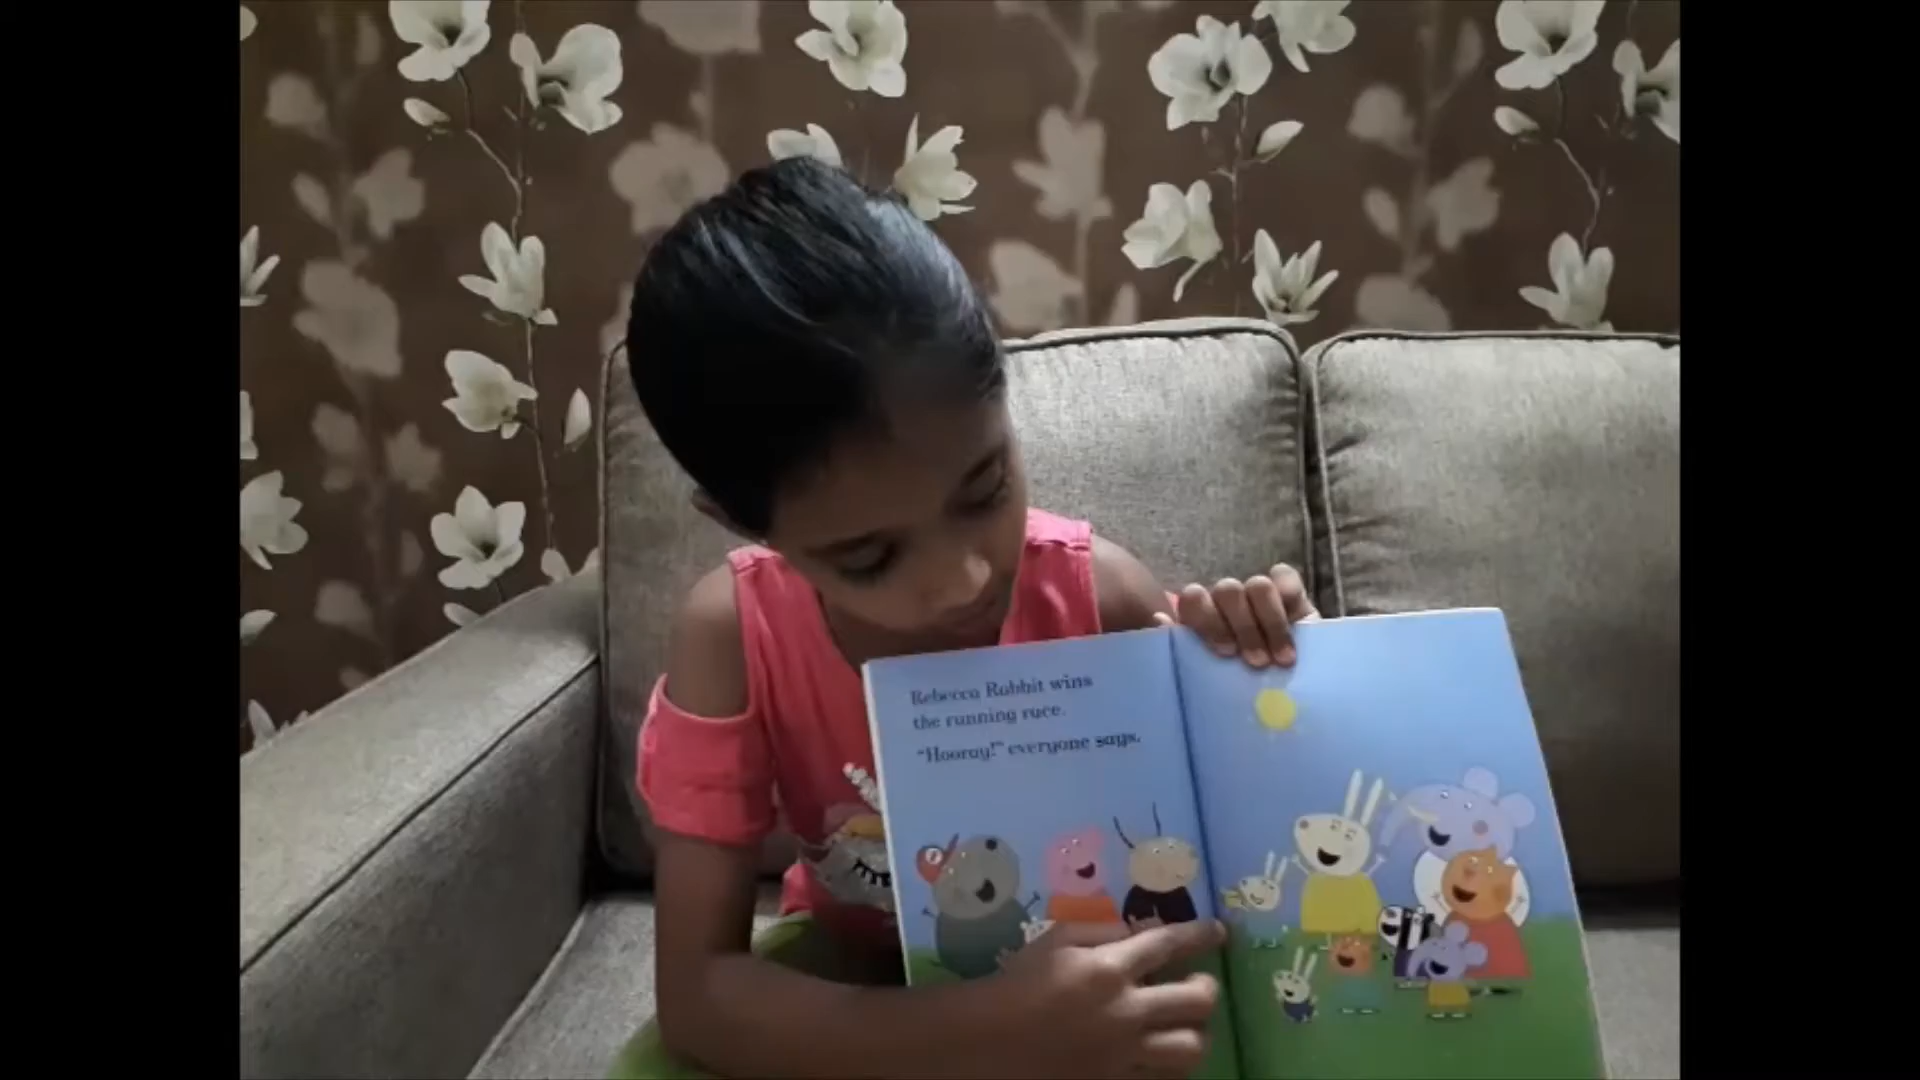 Rebecca Rabbit wins
the running race.
"Hooray!" everyone says.